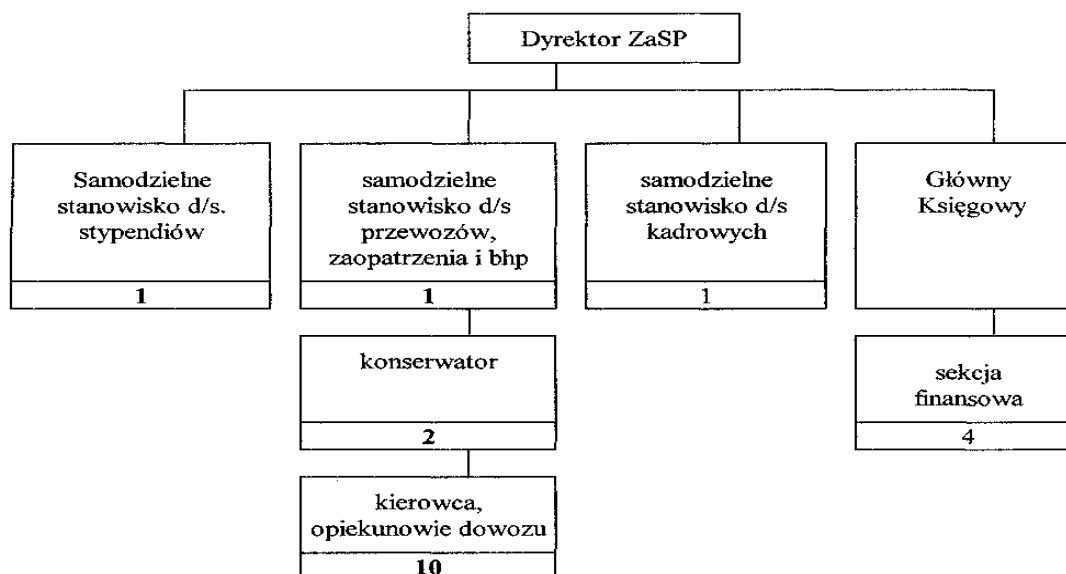 Dyrektor ZaSP
Samodzielne
stanowisko d/s.
stypendiów
1
samodzielne
stanowisko d/s
przewozów,
zaopatrzenia i bhp
1
samodzielne
stanowisko d/s
kadrowych
1
Główny
Księgowy
konserwator
2
sekcja
finansowa
4
kierowca,
opiekunowie dowozu
10